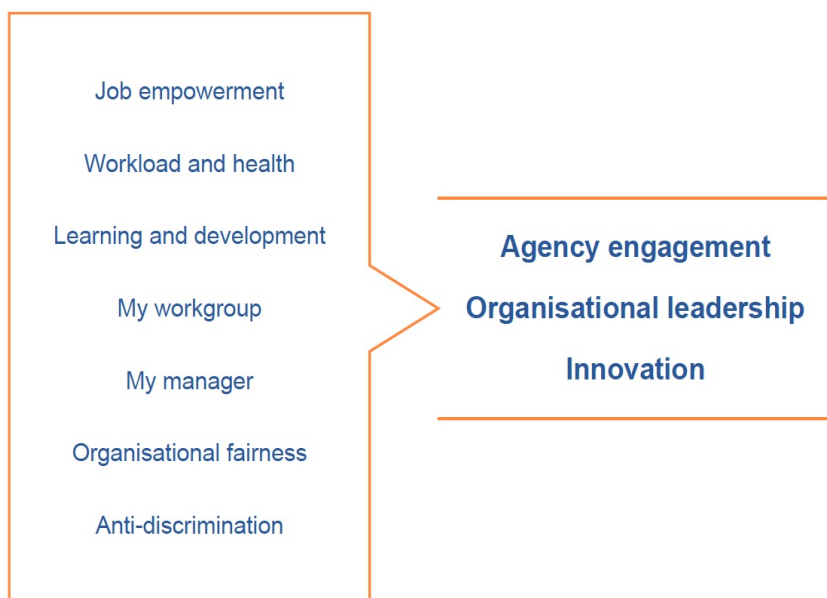 Job empowerment
Workload and health
Learning and development
My workgroup
My manager
Organisational fairness
Anti-discrimination
Agency engagement
Organisational leadership
Innovation